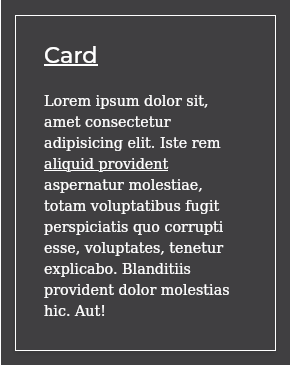 Card
Lorem ipsum dolor sit,
amet consectetur
adipisicing elit. Iste rem
aliquid provident
aspernatur molestiae,
totam voluptatibus fugit
perspiciatis quo corrupti
esse, voluptates, tenetur
explicabo. Blanditiis
provident dolor molestias
hic. Aut!